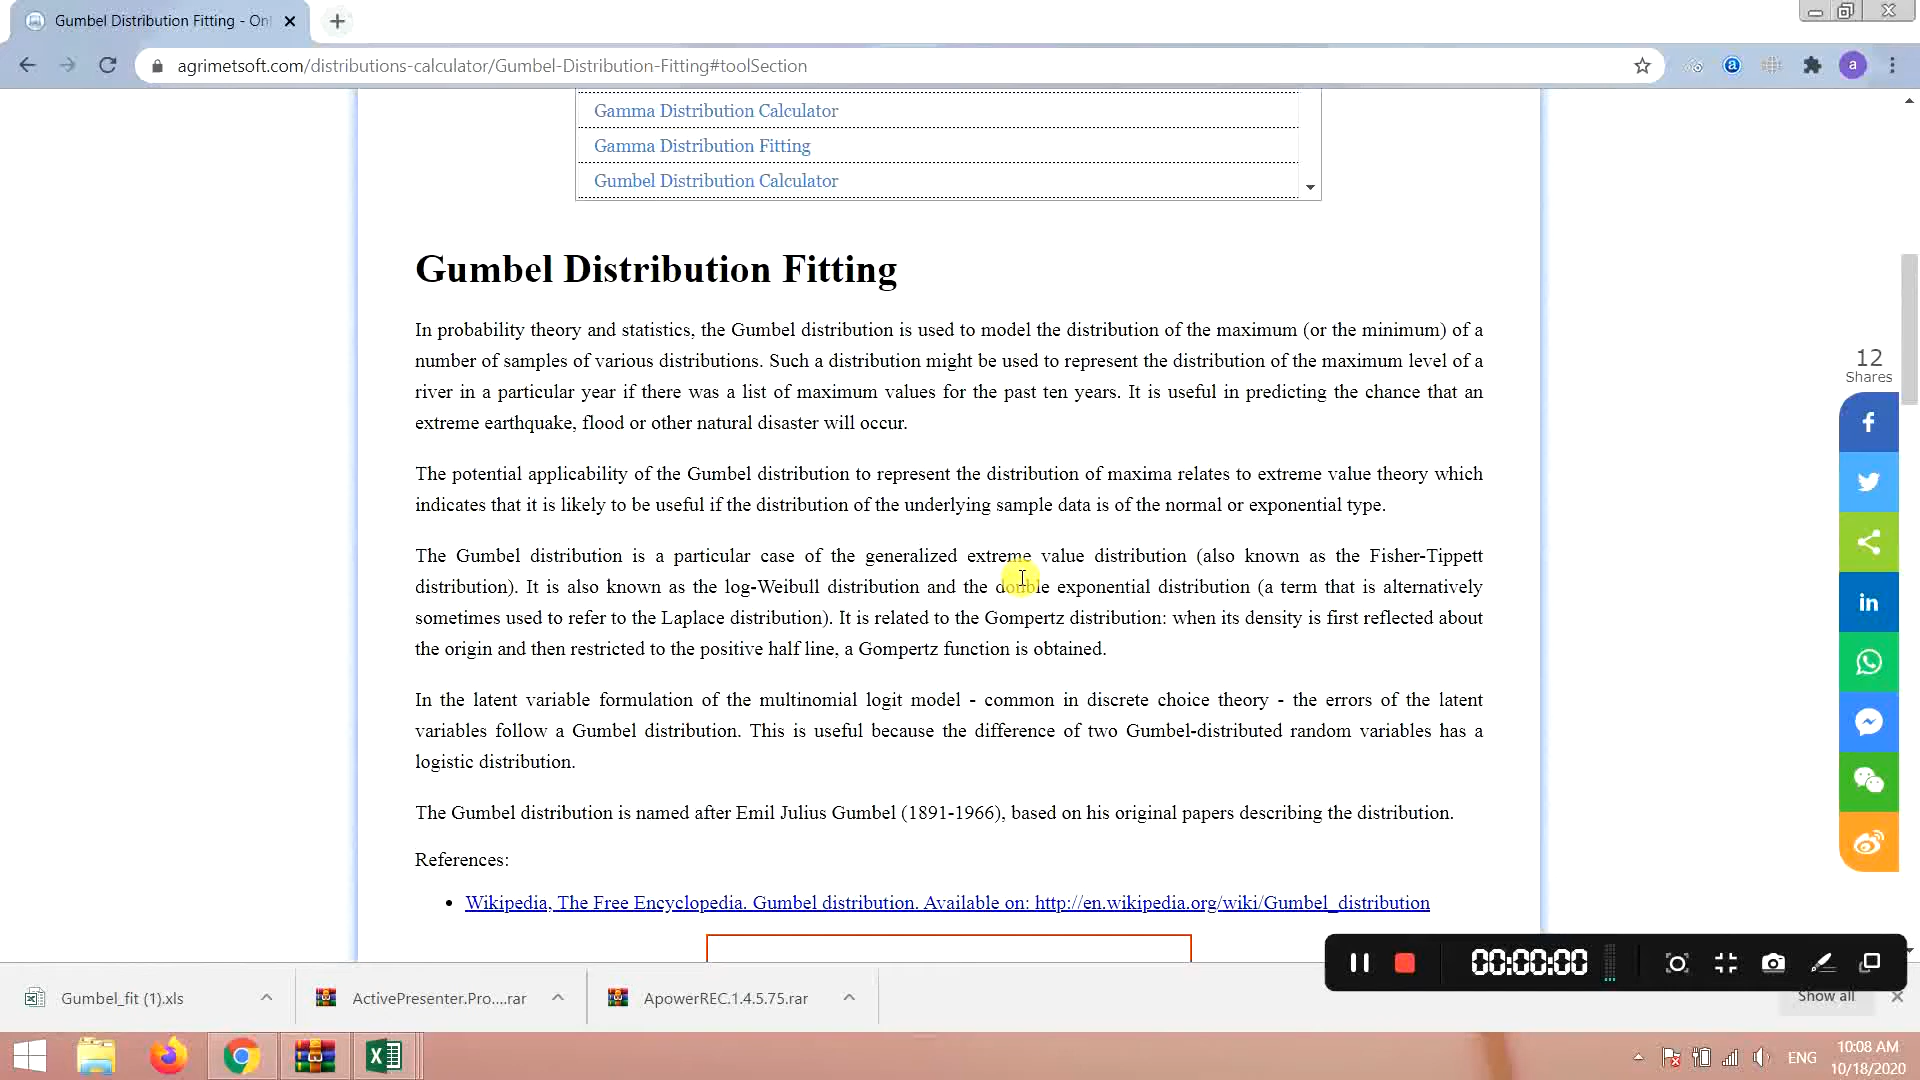 Gumbel Distribution Fitting - Onl
agrimetsoft.com/distributions-calculator/Gumbel-Distribution-Fitting#toolSection
Gamma Distribution Calculator
Gamma Distribution Fitting
Gumbel Distribution Calculator
Gumbel Distribution Fitting
In probability theory and statistics, the Gumbel distribution is used to model the distribution of the maximum (or the minimum) of a
number of samples of various distributions. Such a distribution might be used to represent the distribution of the maximum level of a
river in a particular year if there was a list of maximum values for the past ten years. It is useful in predicting the chance that an
extreme earthquake, flood or other natural disaster will occur.
The potential applicability of the Gumbel distribution to represent the distribution of maxima relates to extreme value theory which
indicates that it is likely to be useful if the distribution of the underlying sample data is of the normal or exponential type.
The Gumbel distribution is a particular case of the generalized extreme value distribution (also known as the Fisher-Tippett
distribution). It is also known as the log-Weibull distribution and the double exponential distribution (a term that is alternatively
sometimes used to refer to the Laplace distribution). It is related to the Gompertz distribution: when its density is first reflected about
the origin and then restricted to the positive half line, a Gompertz function is obtained.
In the latent variable formulation of the multinomial logit model - common in discrete choice theory - the errors of the latent
variables follow a Gumbel distribution. This is useful because the difference of two Gumbel-distributed random variables has a
logistic distribution.
The Gumbel distribution is named after Emil Julius Gumbel (1891-1966), based on his original papers describing the distribution.
References:
• Wikipedia, The Free Encyclopedia. Gumbel distribution. Available on: http://en.wikipedia.org/wiki/Gumbel_distribution
12
Shares
00:00:00
Gumbel_fit (1).xls
ActivePresenter.Pro....rar
ApowerREC.1.4.5.75.rar
Show all
ENG
10:08 AM
10/18/2020